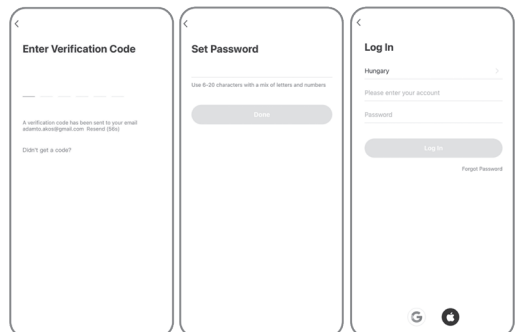 Enter Verification Code
A verification code has been sent to your email
adamto.akos@gmail.com Resend (56s)
Didn't get a code?
Set Password
Use 6-20 characters with a mix of letters and numbers
Done
Log In
Hungary
Please enter your account
Password
Log In
Forgot Password
G